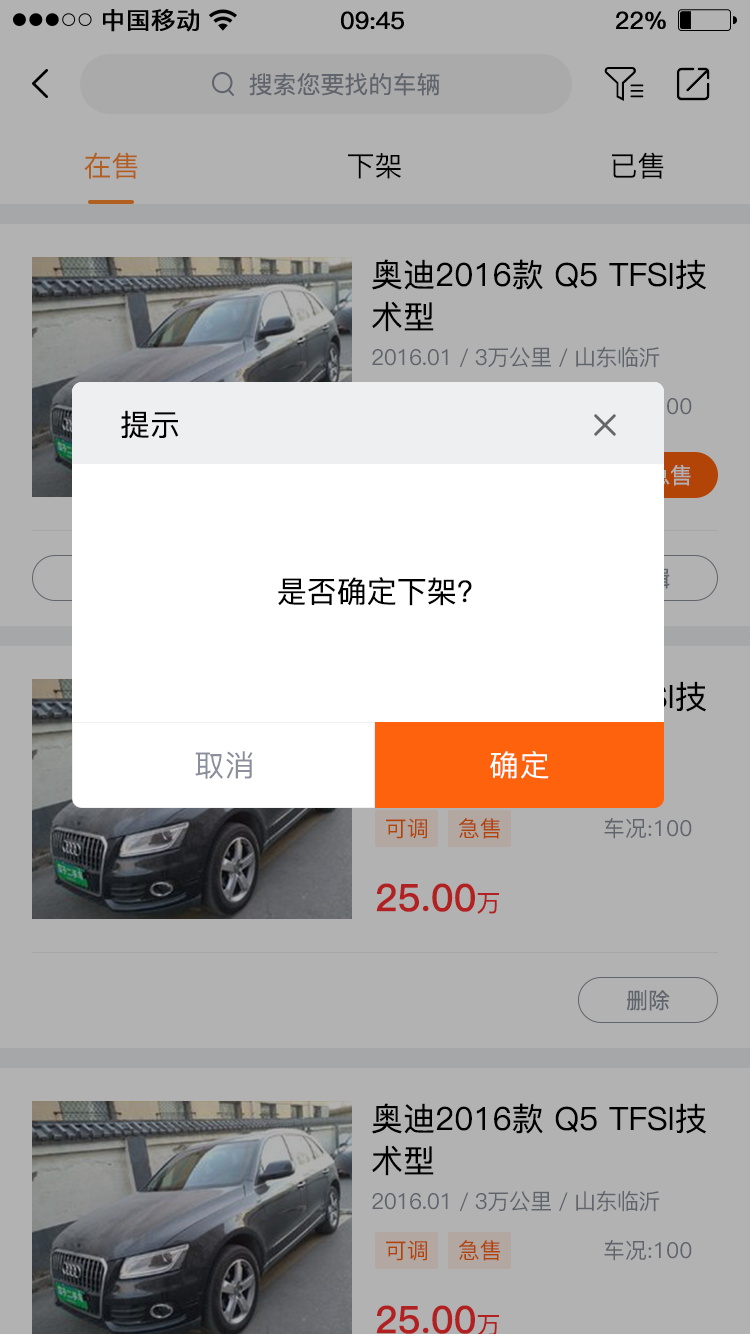 中国移动
09:45
22%
搜索您要找的车辆
在售
下架
已售
奥迪2016款 Q5 TFSI技
术型
2016.01 / 3万公里 / 山东临沂
00
急售
提示
是否确定下架?
取消
确定
SI技
可调
急售
车况:100
25.00万
删除
奥迪2016款 Q5 TFSI技
术型
2016.01 / 3万公里 / 山东临沂
可调
急售
车况:100
25.00万